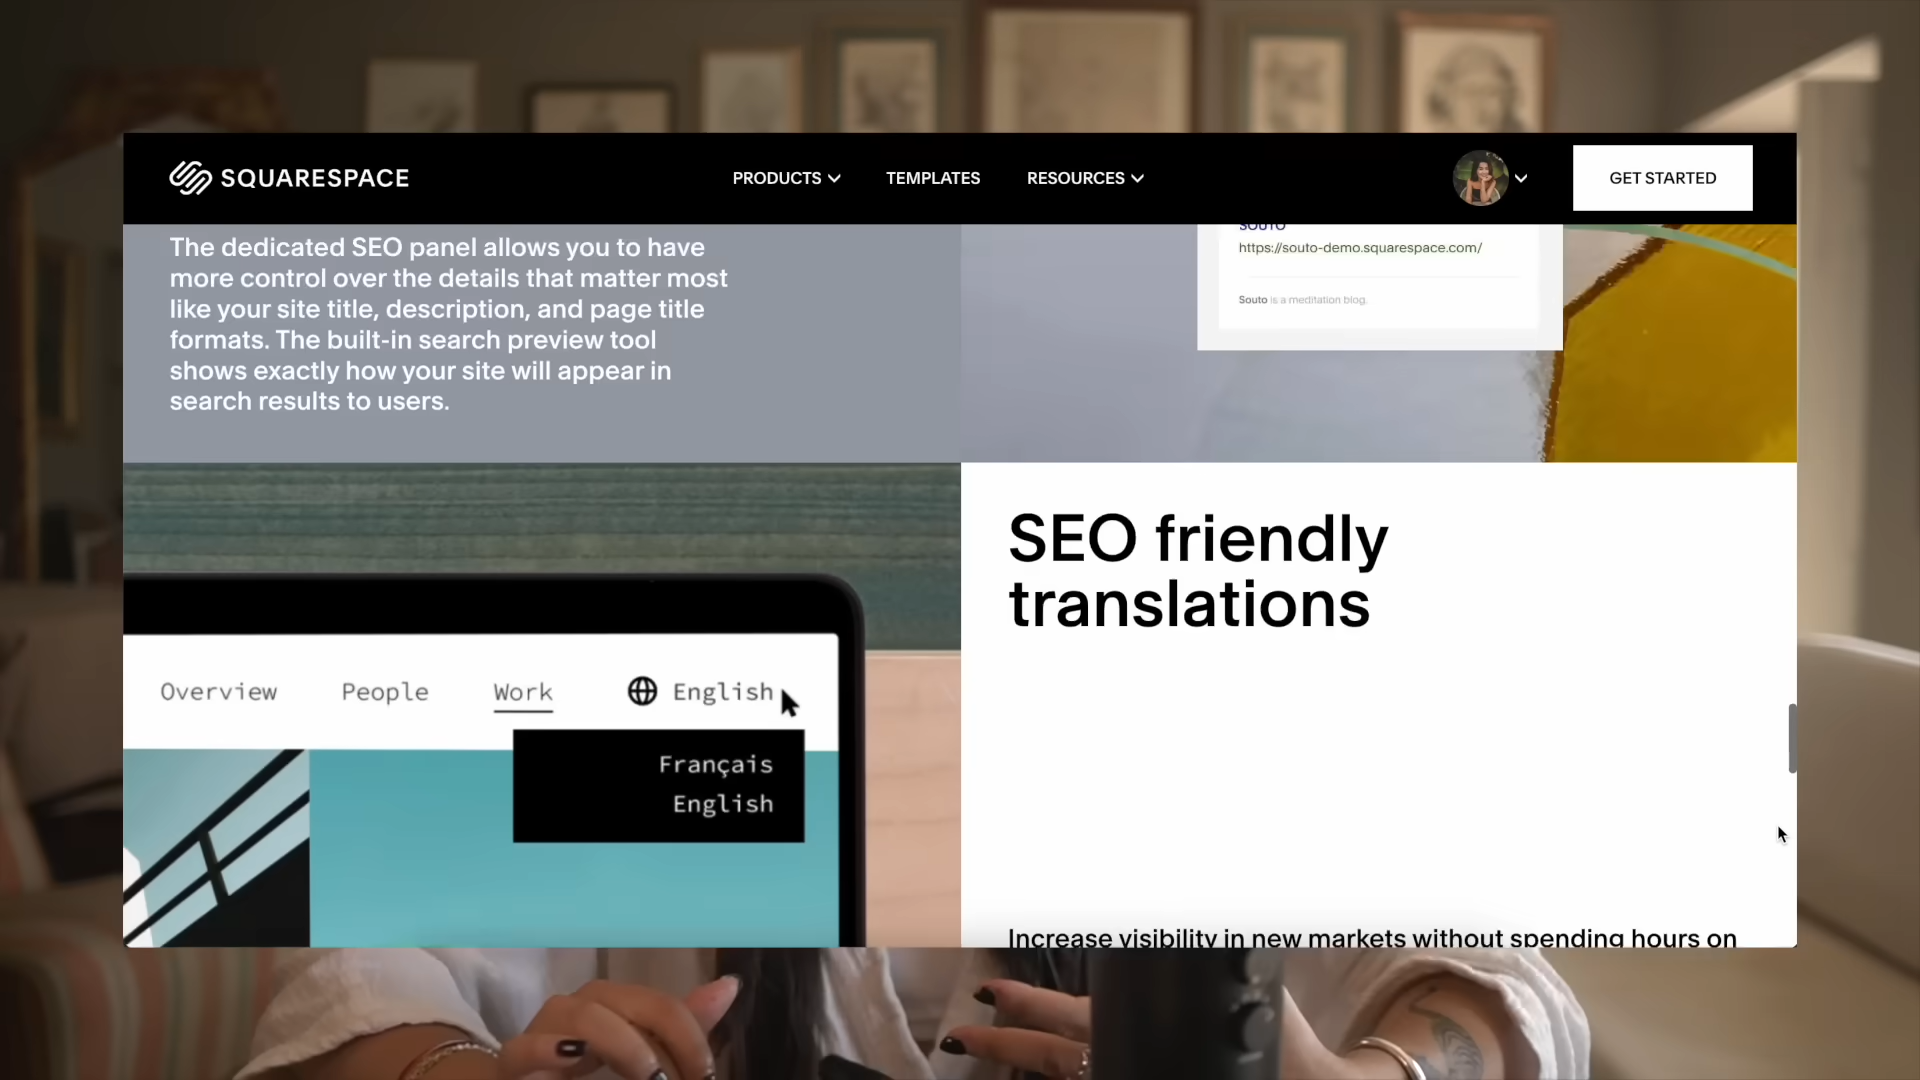 SQUARESPACE
PRODUCTS
TEMPLATES
RESOURCES
GET STARTED
The dedicated SEO panel allows you to have
more control over the details that matter most
like your site title, description, and page title
formats. The built-in search preview tool
shows exactly how your site will appear in
search results to users.
SOUTO
https://souto-demo.squarespace.com/
Souto is a meditation blog.
Overview
People
Work
English
Français
English
SEO friendly
translations
Increase visibility in new markets without spending hours on